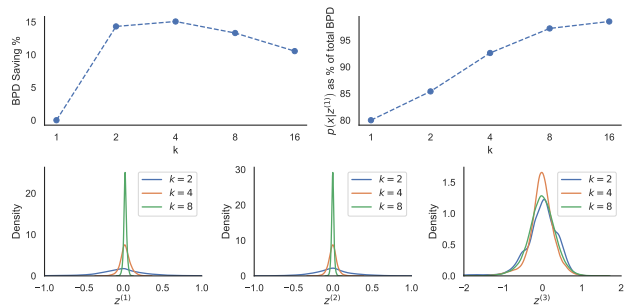 BPD Saving %
15
10
5
0
1 2 4 8 16
k
p(x|z⁽¹⁾) as % of total BPD
95
90
85
80
1 2 4 8 16
k
Density
20
10
0
−1.0 −0.5 0.0 0.5 1.0
z⁽¹⁾
k = 2
k = 4
k = 8
Density
30
20
10
0
−1.0 −0.5 0.0 0.5 1.0
z⁽²⁾
k = 2
k = 4
k = 8
Density
1.5
1.0
0.5
0.0
−2 −1 0 1 2
z⁽³⁾
k = 2
k = 4
k = 8